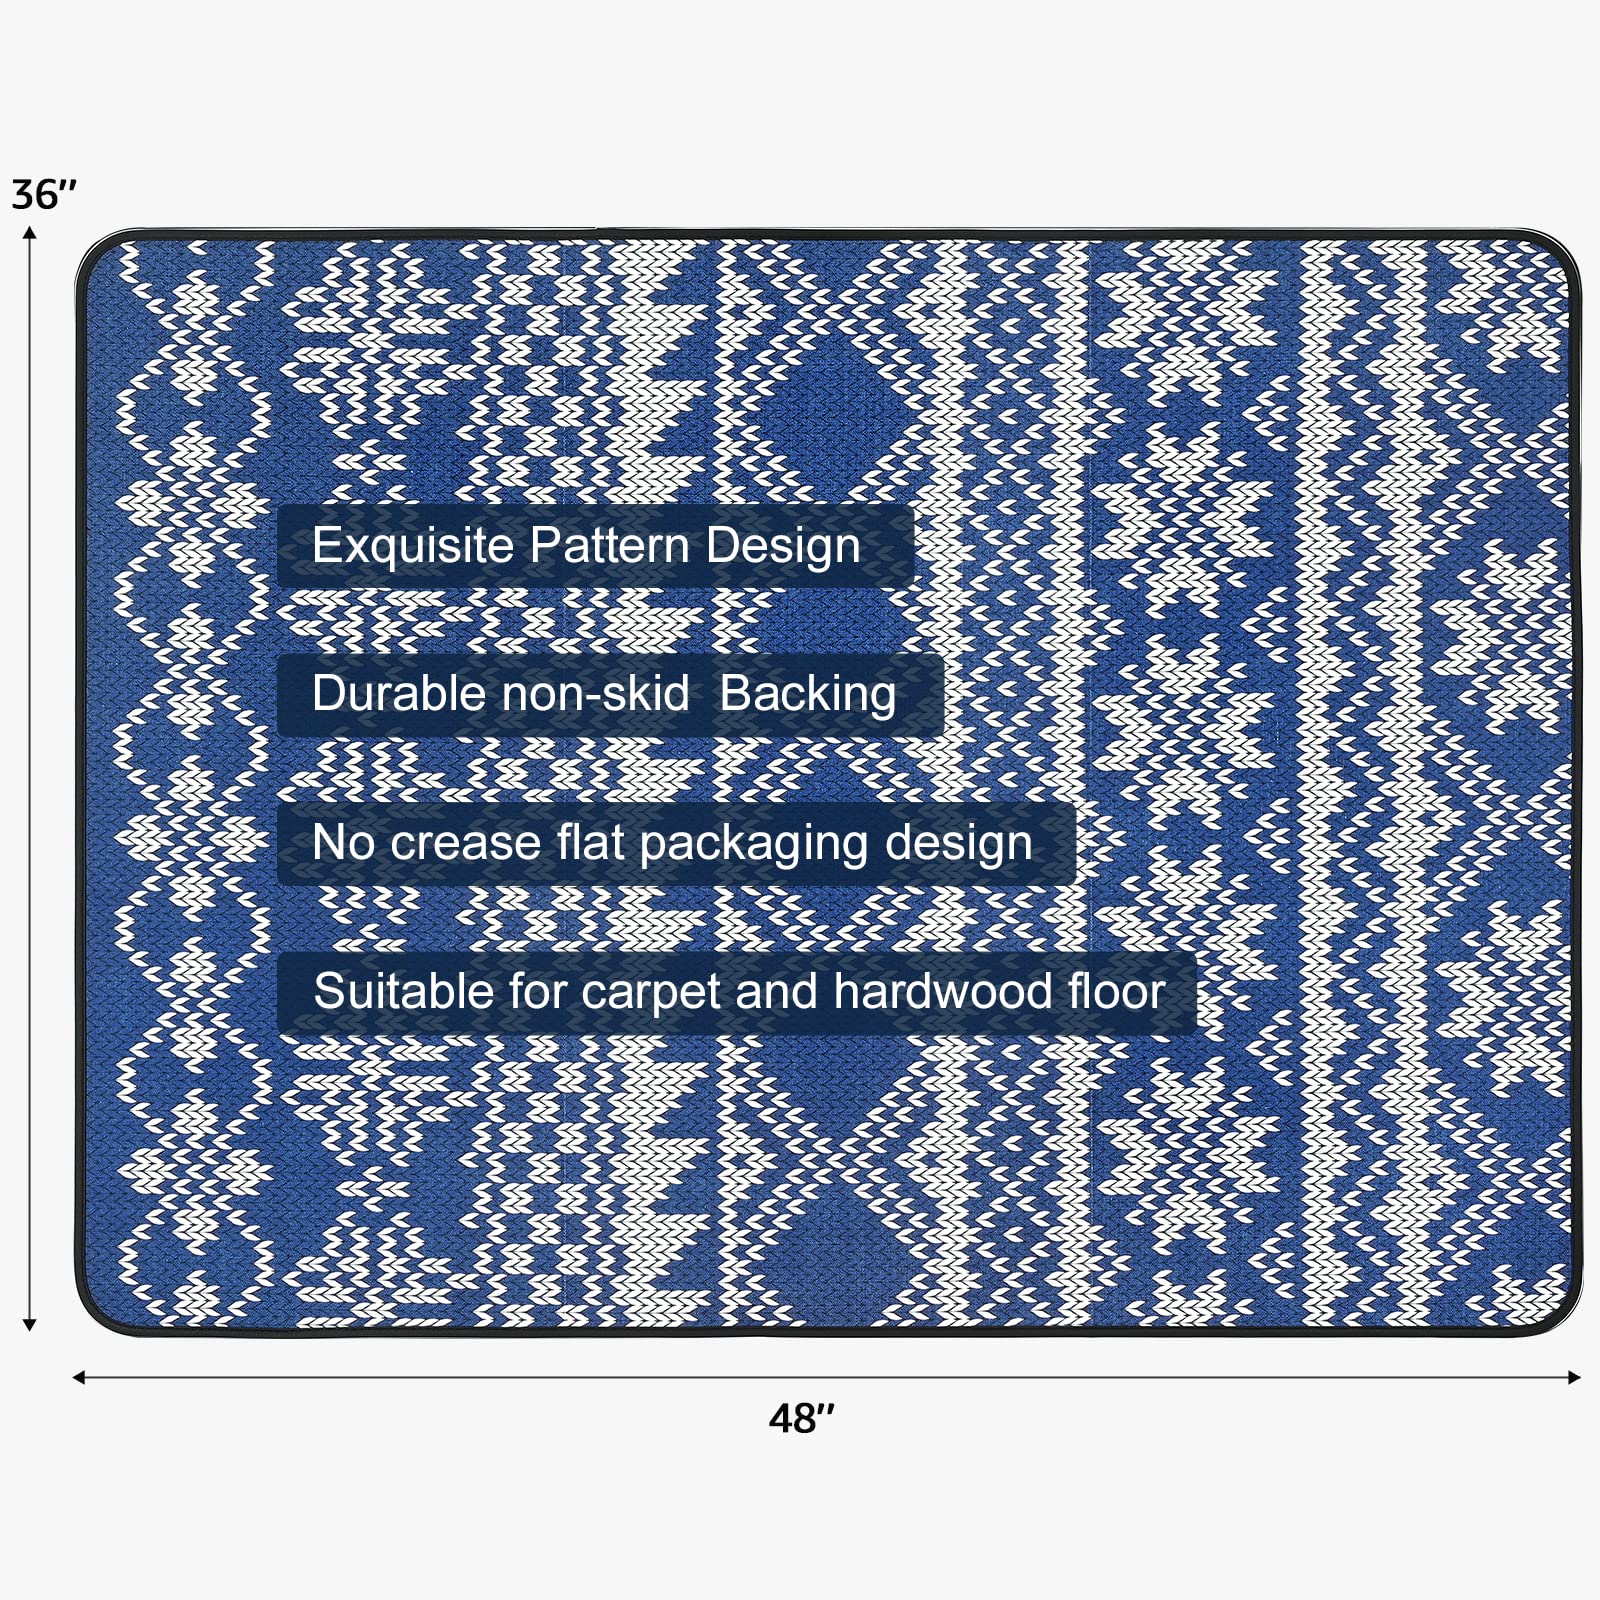 36″
Exquisite Pattern Design
Durable non-skid  Backing
No crease flat packaging design
Suitable for carpet and hardwood floor
48″